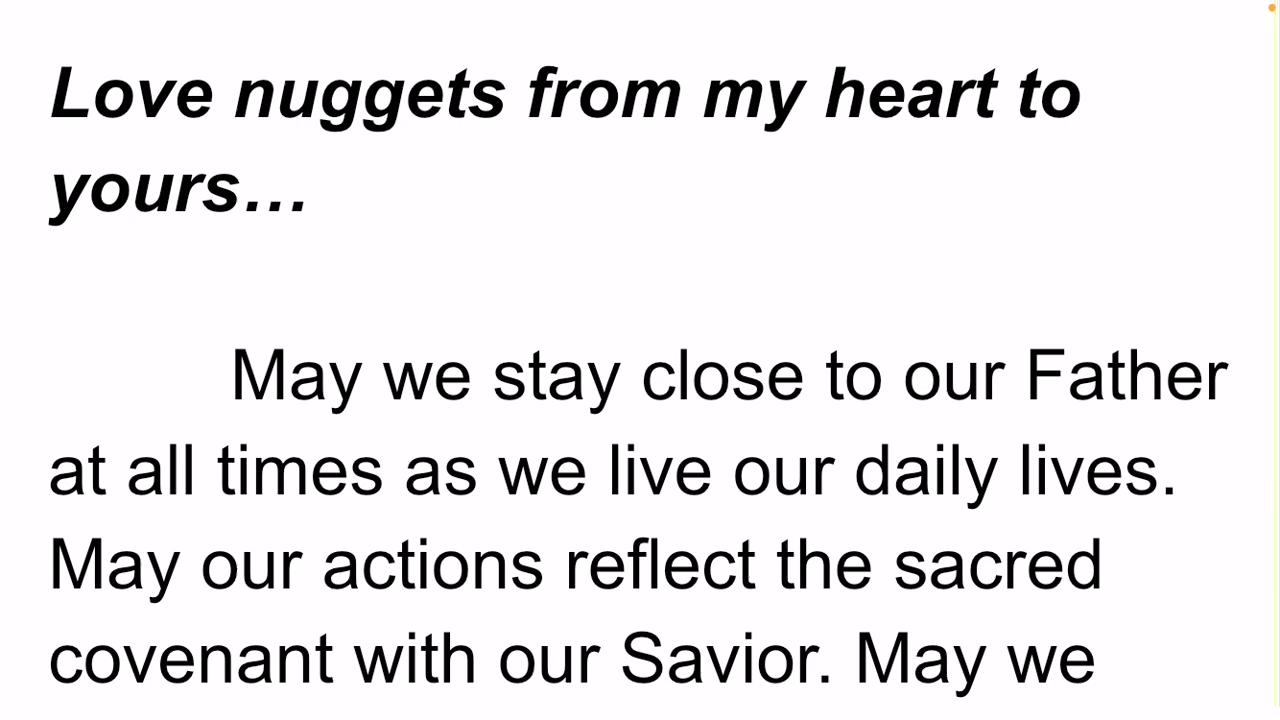 Love nuggets from my heart to
yours…
May we stay close to our Father
at all times as we live our daily lives.
May our actions reflect the sacred
covenant with our Savior. May we